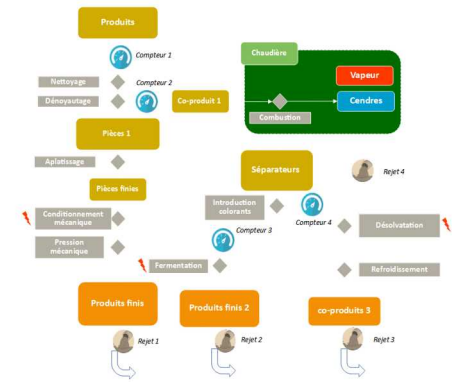 Produits
Compteur 1
Chaudière
Vapeur
Nettoyage
Compteur 2
Dénoyautage
Co-produit 1
Cendres
Combustion
Pièces 1
Aplatissage
Séparateurs
Rejet 4
Pièces finies
Introduction
colorants
Conditionnement
mécanique
Compteur 4
Désolvatation
Compteur 3
Pression
mécanique
Fermentation
Refroidissement
Produits finis
Produits finis 2
co-produits 3
Rejet 1
Rejet 2
Rejet 3